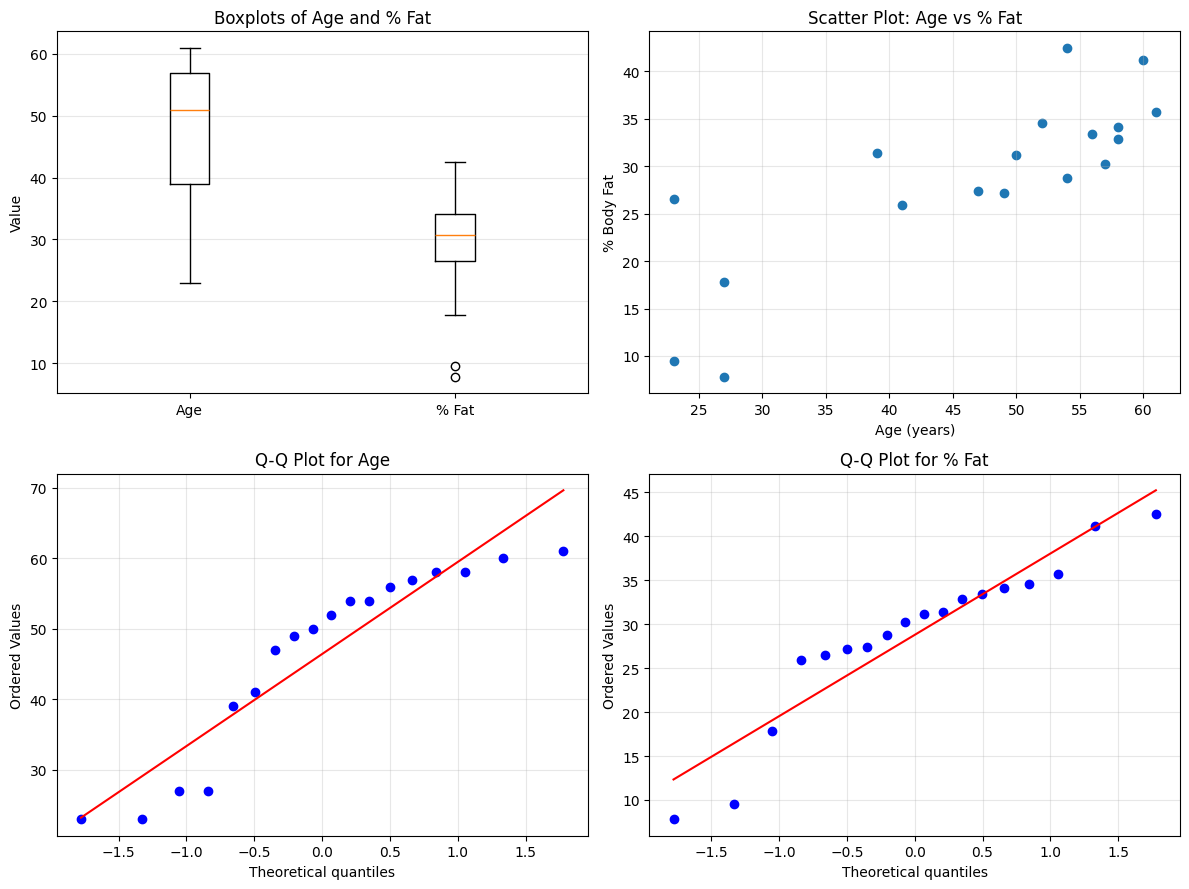 Boxplots of Age and % Fat
Value
60
50
40
30
20
10
Age % Fat
Scatter Plot: Age vs % Fat
% Body Fat
40
35
30
25
20
15
10
25 30 35 40 45 50 55 60
Age (years)
Q-Q Plot for Age
Ordered Values
70
60
50
40
30
−1.5 −1.0 −0.5 0.0 0.5 1.0 1.5
Theoretical quantiles
Q-Q Plot for % Fat
Ordered Values
45
40
35
30
25
20
15
10
−1.5 −1.0 −0.5 0.0 0.5 1.0 1.5
Theoretical quantiles